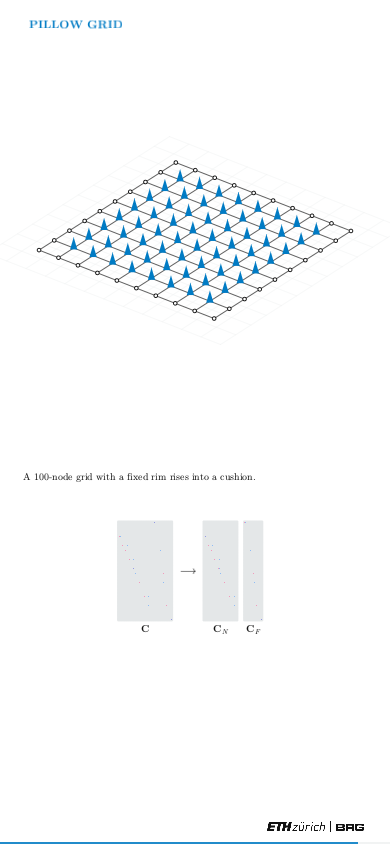 PILLOW GRID
A 100-node grid with a fixed rim rises into a cushion.
→
C C_N C_F
ETH zürich | BRG